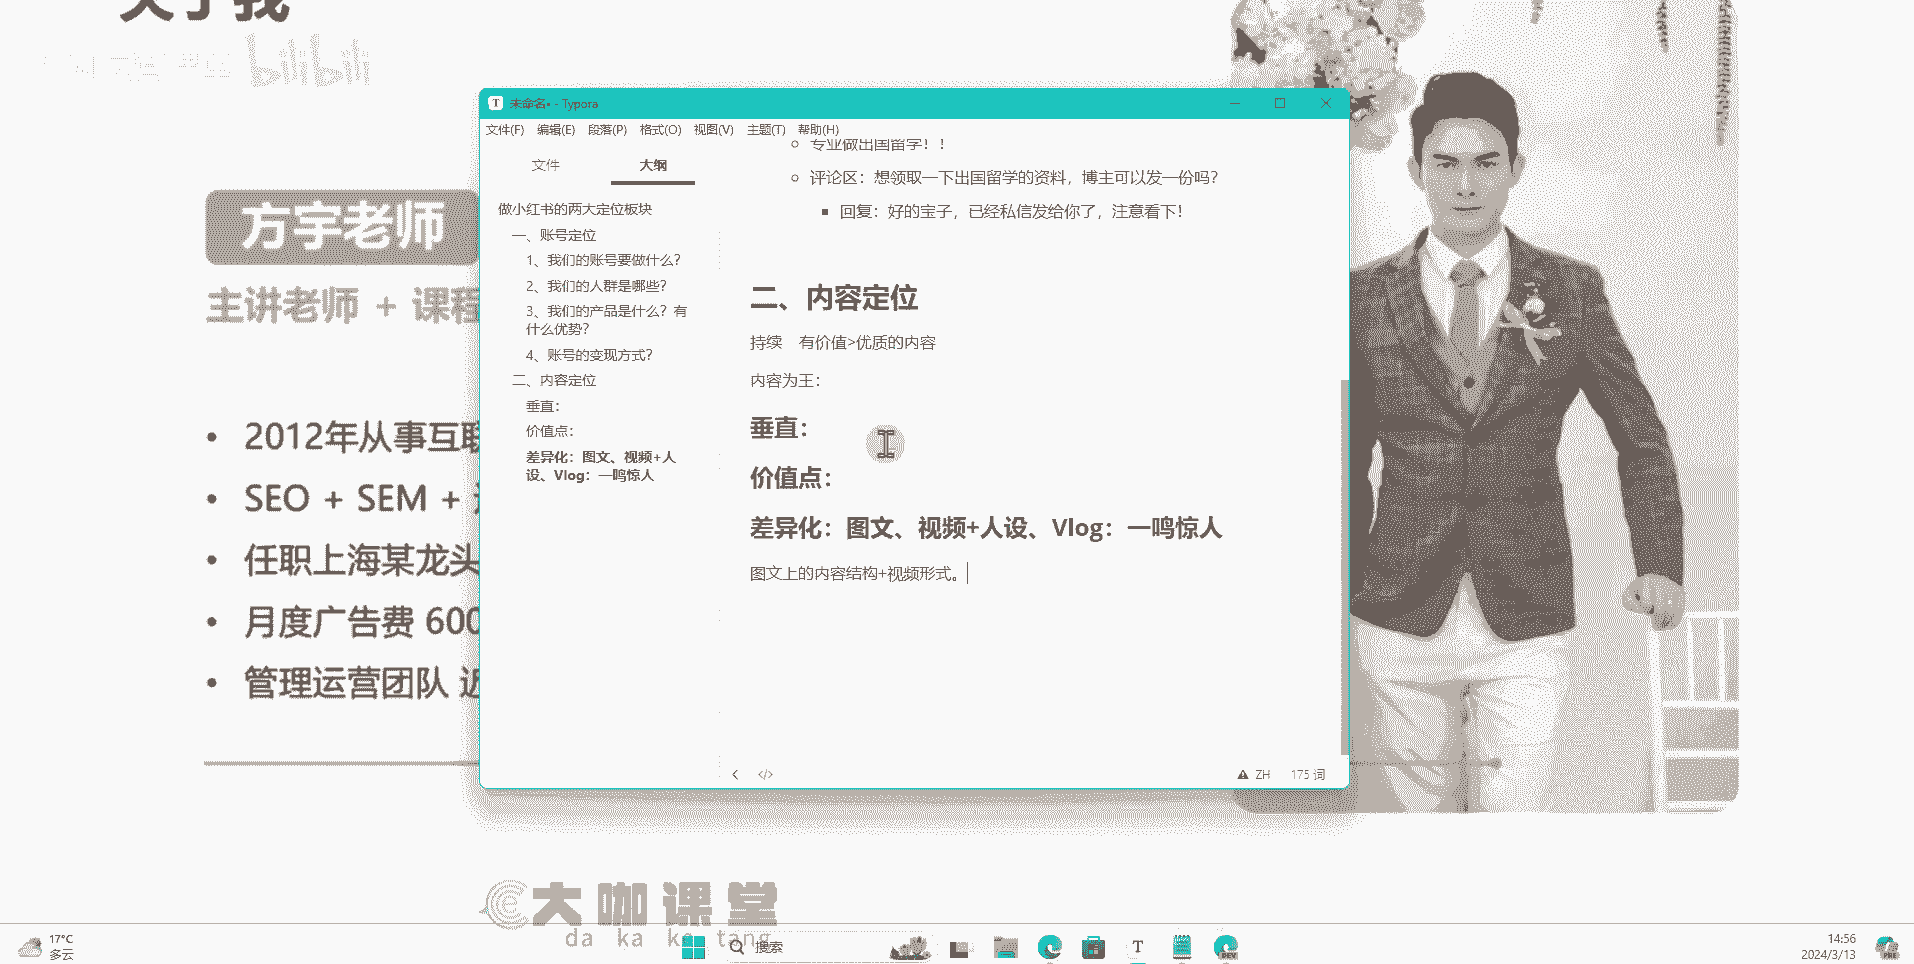 关于我
bilibili
方宇老师
主讲老师 + 课程
• 2012年从事互联
• SEO + SEM +
• 任职上海某龙头
• 月度广告费 600
• 管理运营团队 近
未命名• - Typora
文件(F) 编辑(E) 段落(P) 格式(O) 视图(V) 主题(T) 帮助(H)
文件 大纲
做小红书的两大定位板块
一、账号定位
1、我们的账号要做什么？
2、我们的人群是哪些？
3、我们的产品是什么？有
什么优势？
4、账号的变现方式？
二、内容定位
垂直：
价值点：
差异化：图文、视频+人
设、Vlog：一鸣惊人
专业做出国留学！！
评论区：想领取一下出国留学的资料，博主可以发一份吗？
回复：好的宝子，已经私信发给你了，注意看下！
二、内容定位
持续 有价值>优质的内容
内容为王：
垂直：
价值点：
差异化：图文、视频+人设、Vlog：一鸣惊人
图文上的内容结构+视频形式。
ZH 175 词
大咖课堂
da ka ke tang
17°C
多云
搜索
T
DEV
14:56
2024/3/13
PRE